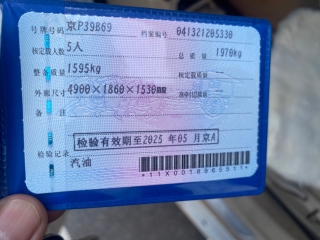 号牌号码 京P39B69 档案编号 041321205330
核定载人数 5人 总质量 1970kg
整备质量 1595kg 核定载质量
外廓尺寸 4900×1860×1530mm 准牵引总质量
备注
检验有效期至2025年05月京A
检验记录
汽油
*11X0018965511*